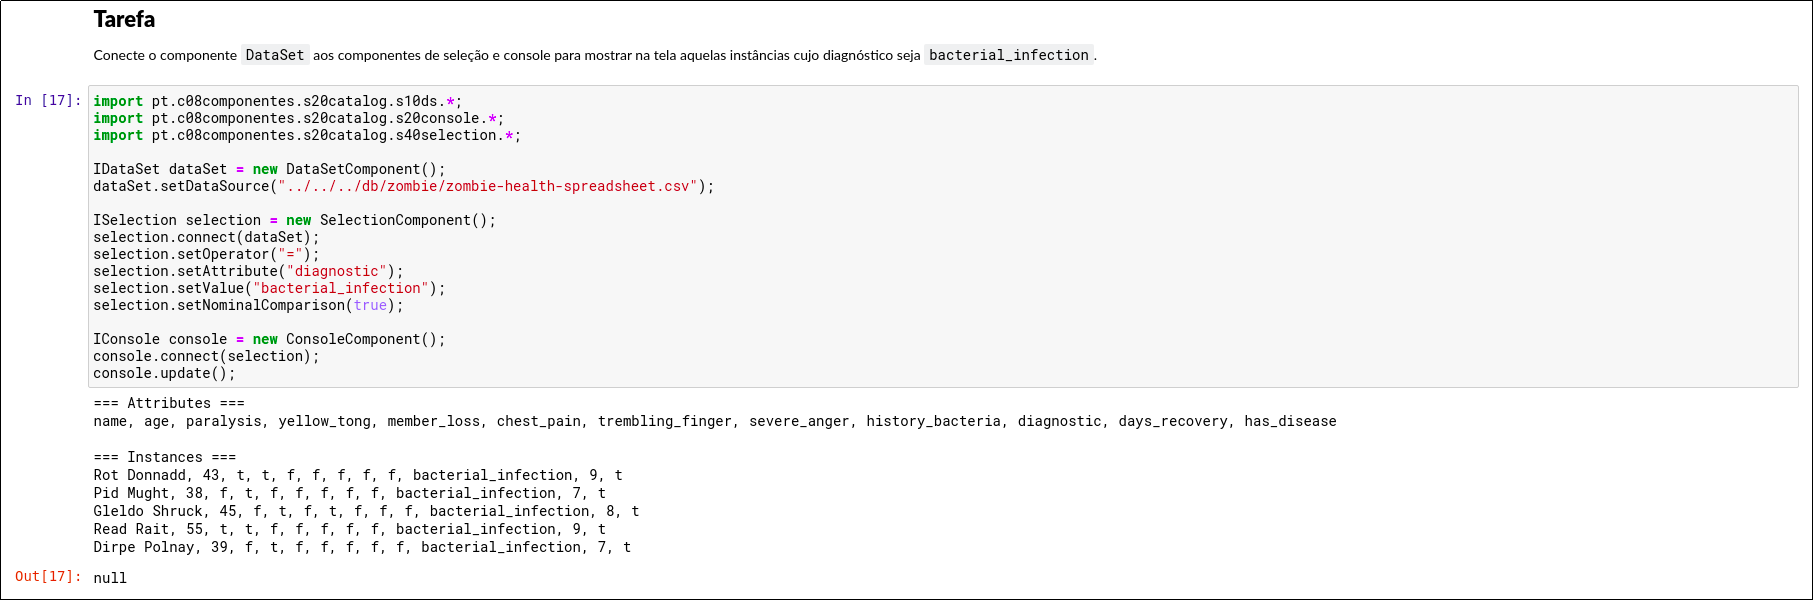 Tarefa
Conecte o componente DataSet aos componentes de seleção e console para mostrar na tela aquelas instâncias cujo diagnóstico seja bacterial_infection.
In [17]: import pt.c08componentes.s20catalog.s10ds.*;
import pt.c08componentes.s20catalog.s20console.*;
import pt.c08componentes.s20catalog.s40selection.*;
IDataSet dataSet = new DataSetComponent();
dataSet.setDataSource("../../../db/zombie/zombie-health-spreadsheet.csv");
ISelection selection = new SelectionComponent();
selection.connect(dataSet);
selection.setOperator("=");
selection.setAttribute("diagnostic");
selection.setValue("bacterial_infection");
selection.setNominalComparison(true);
IConsole console = new ConsoleComponent();
console.connect(selection);
console.update();
=== Attributes ===
name, age, paralysis, yellow_tong, member_loss, chest_pain, trembling_finger, severe_anger, history_bacteria, diagnostic, days_recovery, has_disease
=== Instances ===
Rot Donnadd, 43, t, t, f, f, f, f, f, bacterial_infection, 9, t
Pid Mught, 38, f, t, f, f, f, f, f, bacterial_infection, 7, t
Gleldo Shruck, 45, f, t, f, t, f, f, f, bacterial_infection, 8, t
Read Rait, 55, t, t, f, f, f, f, f, bacterial_infection, 9, t
Dirpe Polnay, 39, f, t, f, f, f, f, f, bacterial_infection, 7, t
Out[17]: null